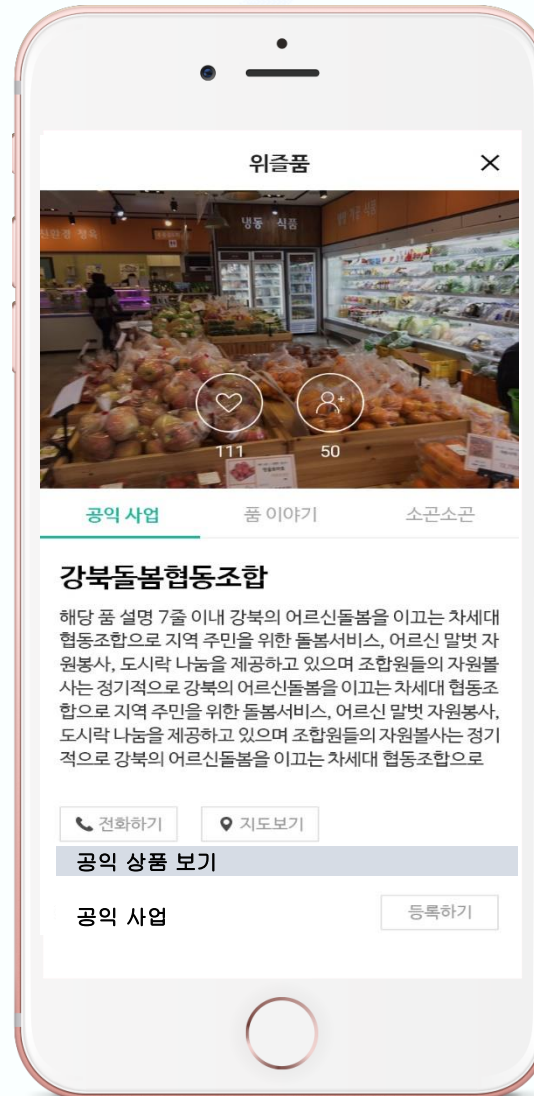 위즐품
친환경 정육
냉동 식품
111
50
공익 사업
품 이야기
소곤소곤
강북돌봄협동조합
해당 품 설명 7줄 이내 강북의 어르신돌봄을 이끄는 차세대
협동조합으로 지역 주민을 위한 돌봄서비스, 어르신 말벗 자
원봉사, 도시락 나눔을 제공하고 있으며 조합원들의 자원볼
사는 정기적으로 강북의 어르신돌봄을 이끄는 차세대 협동조
합으로 지역 주민을 위한 돌봄서비스, 어르신 말벗 자원봉사,
도시락 나눔을 제공하고 있으며 조합원들의 자원볼사는 정기
적으로 강북의 어르신돌봄을 이끄는 차세대 협동조합으로
전화하기
지도보기
공익 상품 보기
공익 사업
등록하기